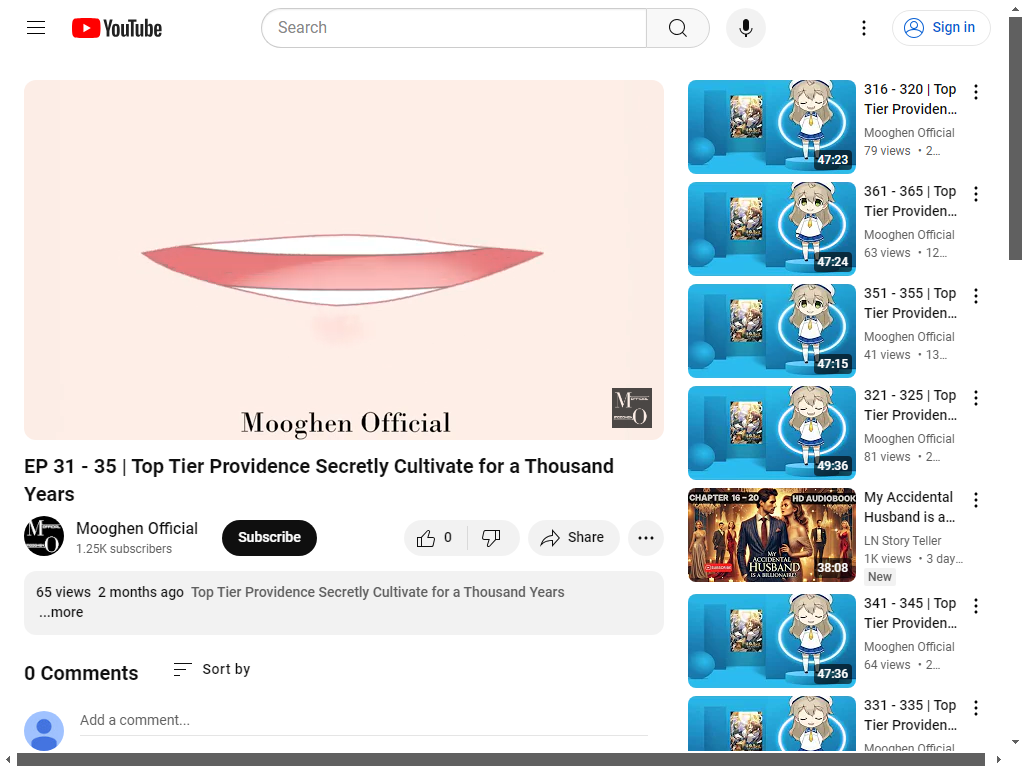 YouTube
Search
Sign in
Mooghen Official
EP 31 - 35 | Top Tier Providence Secretly Cultivate for a Thousand
Years
Mooghen Official
1.25K subscribers
Subscribe
0
Share
65 views 2 months ago Top Tier Providence Secretly Cultivate for a Thousand Years
...more
0 Comments
Sort by
Add a comment...
47:23
316 - 320 | Top
Tier Providen...
Mooghen Official
79 views • 2...
47:24
361 - 365 | Top
Tier Providen...
Mooghen Official
63 views • 12...
47:15
351 - 355 | Top
Tier Providen...
Mooghen Official
41 views • 13...
49:36
321 - 325 | Top
Tier Providen...
Mooghen Official
81 views • 2...
CHAPTER 16 - 20 HD AUDIOBOOK
MY
ACCIDENTAL
HUSBAND
IS A BILLIONAIRE!
38:08
My Accidental
Husband is a...
LN Story Teller
1K views • 3 day...
New
47:36
341 - 345 | Top
Tier Providen...
Mooghen Official
64 views • 2...
331 - 335 | Top
Tier Providen...
Mooghen Official